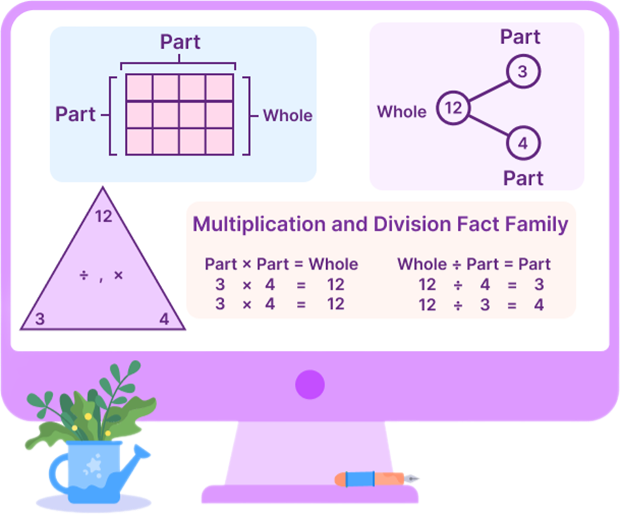 Part
Part
Whole
Part
3
Whole
12
4
Part
12
÷ , ×
3
4
Multiplication and Division Fact Family
Part × Part = Whole
3 × 4 = 12
3 × 4 = 12
Whole ÷ Part = Part
12 ÷ 4 = 3
12 ÷ 3 = 4